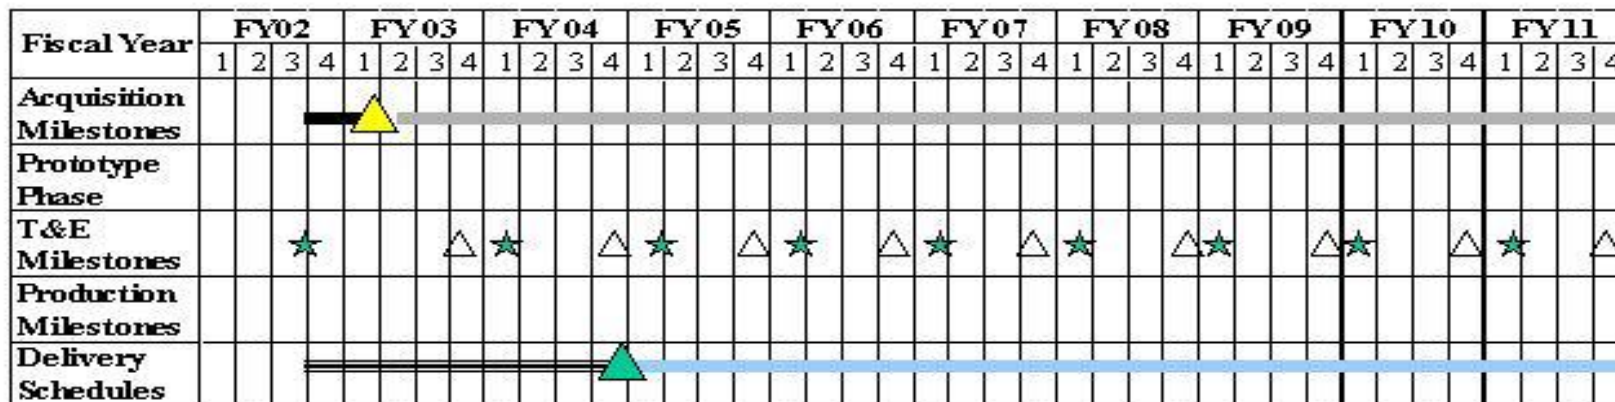 Fiscal Year FY02 FY03 FY04 FY05 FY06 FY07 FY08 FY09 FY10 FY11
1 2 3 4 1 2 3 4 1 2 3 4 1 2 3 4 1 2 3 4 1 2 3 4 1 2 3 4 1 2 3 4 1 2 3 4 1 2 3 4
Acquisition
Milestones
Prototype
Phase
T&E
Milestones
Production
Milestones
Delivery
Schedules